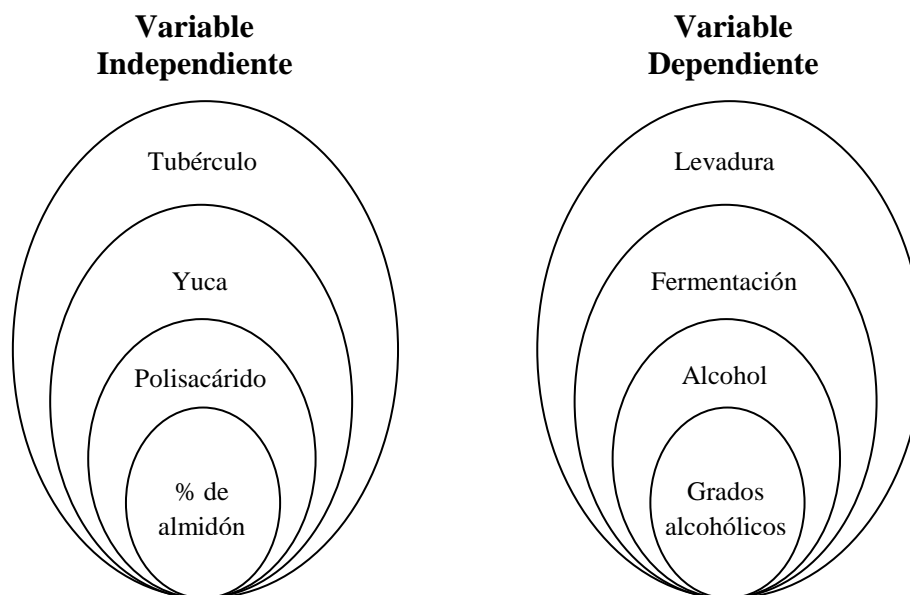 Variable
Independiente
Tubérculo
Yuca
Polisacárido
% de
almidón
Variable
Dependiente
Levadura
Fermentación
Alcohol
Grados
alcohólicos